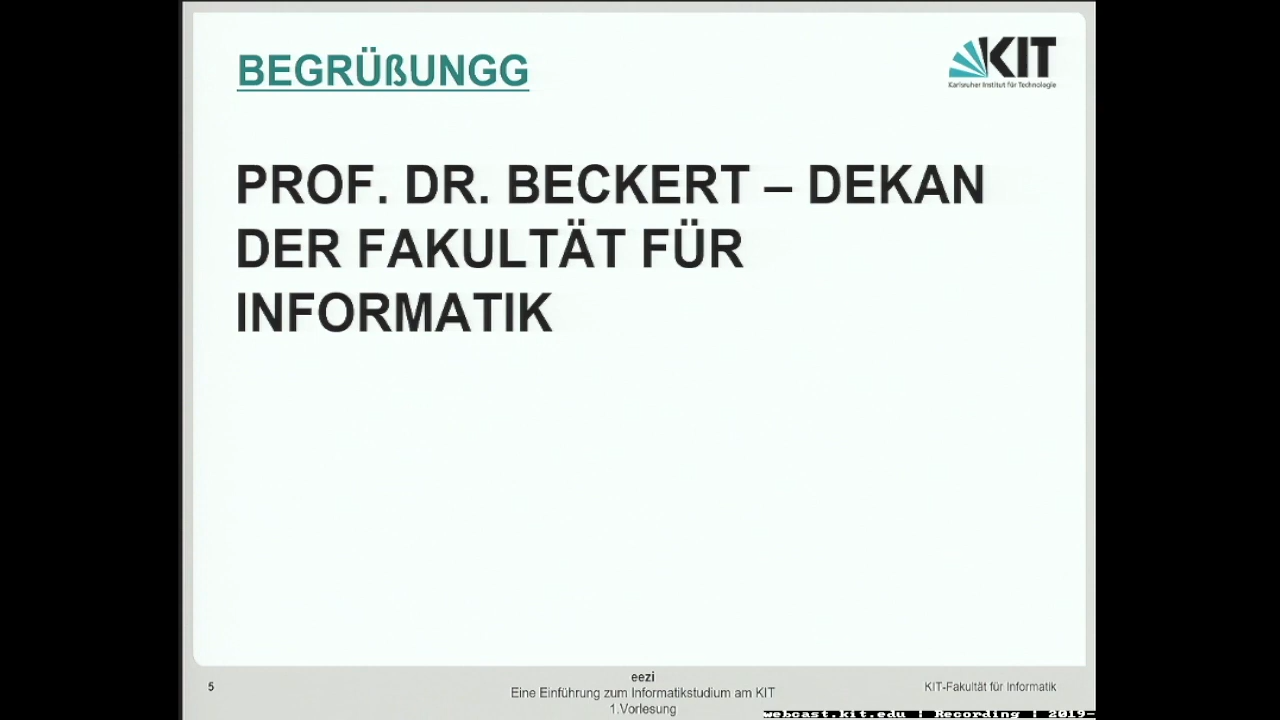 BEGRÜßUNGG
KIT
Karlsruher Institut für Technologie
PROF. DR. BECKERT – DEKAN
DER FAKULTÄT FÜR
INFORMATIK
5
eezi
Eine Einführung zum Informatikstudium am KIT
1.Vorlesung
KIT-Fakultät für Informatik
webcast.kit.edu | Recording | 2019-